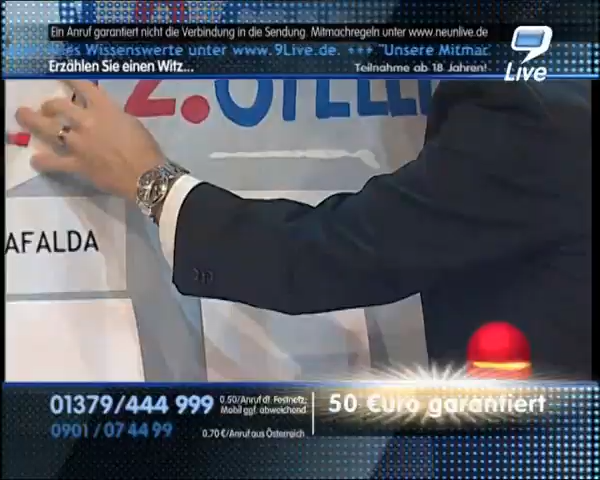 Ein Anruf garantiert nicht die Verbindung in die Sendung. Mitmachregeln unter www.neunlive.de
Wissenswerte unter www.9Live.de. +++ "Unsere Mitmac
Erzählen Sie einen Witz...
Teilnahme ab 18 Jahren!
Live
2.STELLI
AFALDA
01379/444 999
0.50/Anruf dt. Festnetz;
Mobil ggf. abweichend
50 €uro garantiert
0901 / 07 44 99
0.70 €/Anruf aus Österreich